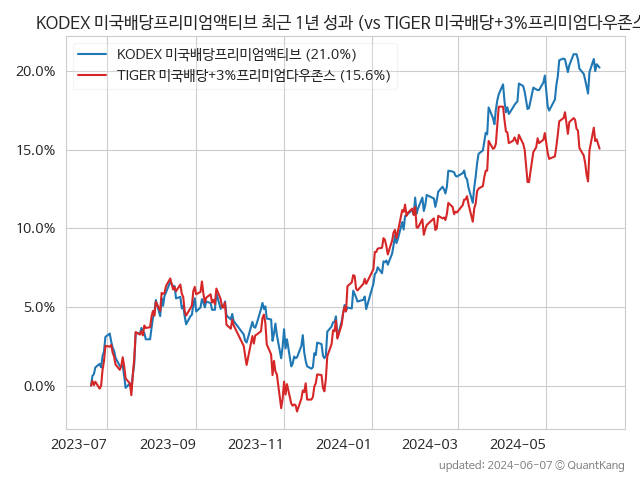 KODEX 미국배당프리미엄액티브 최근 1년 성과 (vs TIGER 미국배당+3%프리미엄다우존스
KODEX 미국배당프리미엄액티브 (21.0%)
TIGER 미국배당+3%프리미엄다우존스 (15.6%)
20.0%
15.0%
10.0%
5.0%
0.0%
2023-07 2023-09 2023-11 2024-01 2024-03 2024-05
updated: 2024-06-07 © QuantKang